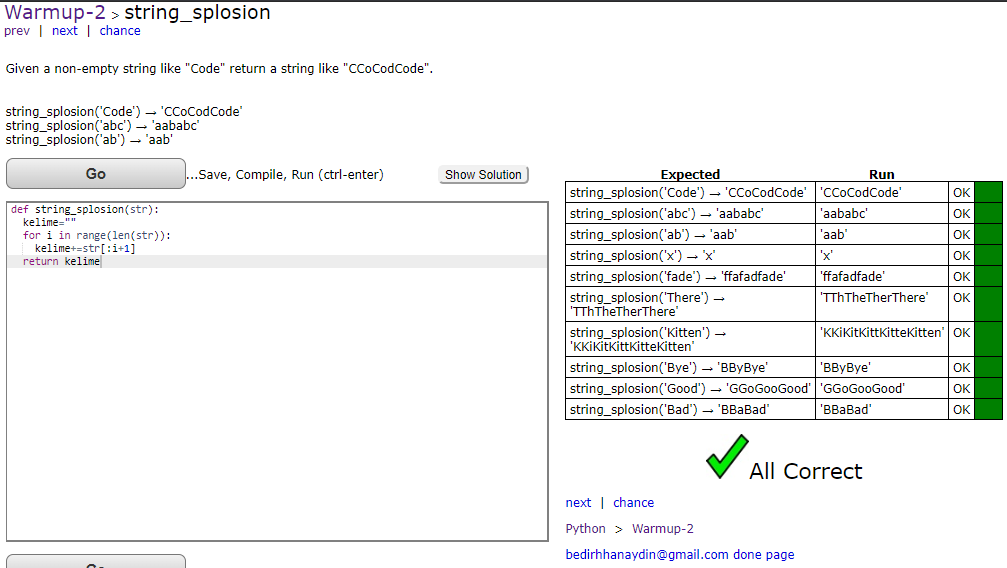 Warmup-2 > string_splosion
prev | next | chance
Given a non-empty string like "Code" return a string like "CCoCodCode".
string_splosion('Code') → 'CCoCodCode'
string_splosion('abc') → 'aababc'
string_splosion('ab') → 'aab'
Go ...Save, Compile, Run (ctrl-enter) Show Solution
def string_splosion(str):
  kelime=""
  for i in range(len(str)):
    kelime+=str[:i+1]
  return kelime
Go
Expected Run
string_splosion('Code') → 'CCoCodCode' 'CCoCodCode' OK
string_splosion('abc') → 'aababc' 'aababc' OK
string_splosion('ab') → 'aab' 'aab' OK
string_splosion('x') → 'x' 'x' OK
string_splosion('fade') → 'ffafadfade' 'ffafadfade' OK
string_splosion('There') → 'TThTheTherThere' OK
'TThTheTherThere'
string_splosion('Kitten') → 'KKiKitKittKitteKitten' OK
'KKiKitKittKitteKitten'
string_splosion('Bye') → 'BByBye' 'BByBye' OK
string_splosion('Good') → 'GGoGooGood' 'GGoGooGood' OK
string_splosion('Bad') → 'BBaBad' 'BBaBad' OK
All Correct
next | chance
Python > Warmup-2
bedirhhanaydin@gmail.com done page